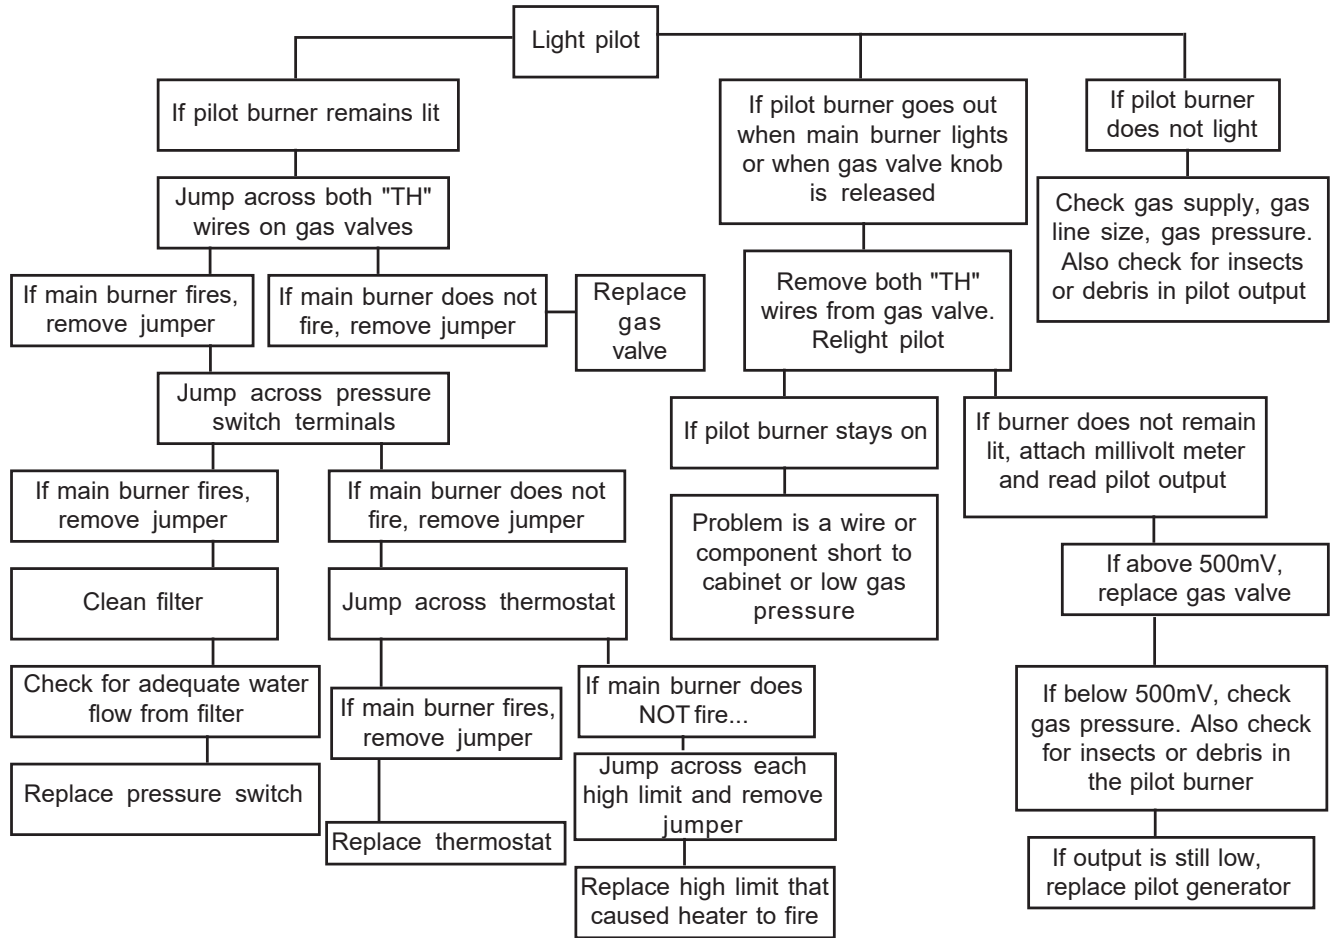 Light pilot
If pilot burner remains lit
If pilot burner goes out
when main burner lights
or when gas valve knob
is released
If pilot burner
does not light
Jump across both "TH"
wires on gas valves
Check gas supply, gas
line size, gas pressure.
Also check for insects
or debris in pilot output
If main burner fires,
remove jumper
If main burner does not
fire, remove jumper
Replace
gas
valve
Remove both "TH"
wires from gas valve.
Relight pilot
Jump across pressure
switch terminals
If pilot burner stays on
If burner does not remain
lit, attach millivolt meter
and read pilot output
If main burner fires,
remove jumper
If main burner does not
fire, remove jumper
Problem is a wire or
component short to
cabinet or low gas
pressure
If above 500mV,
replace gas valve
Clean filter
Jump across thermostat
Check for adequate water
flow from filter
If main burner fires,
remove jumper
If main burner does
NOT fire...
If below 500mV, check
gas pressure. Also check
for insects or debris in
the pilot burner
Replace pressure switch
Jump across each
high limit and remove
jumper
Replace thermostat
If output is still low,
replace pilot generator
Replace high limit that
caused heater to fire